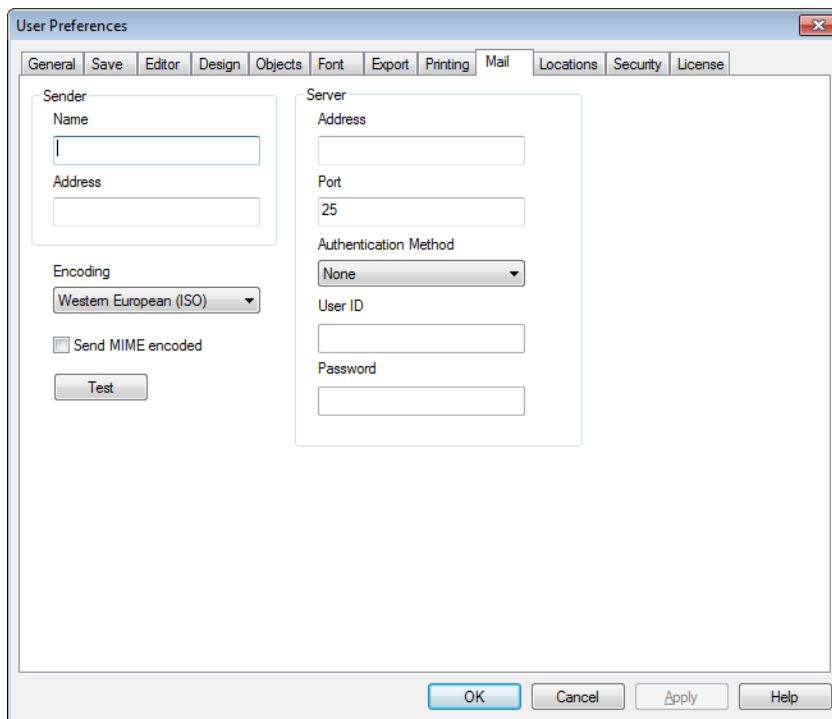 User Preferences
General Save Editor Design Objects Font Export Printing Mail Locations Security License
Sender
Name
Address
Encoding
Western European (ISO)
Send MIME encoded
Test
Server
Address
Port
25
Authentication Method
None
User ID
Password
OK Cancel Apply Help